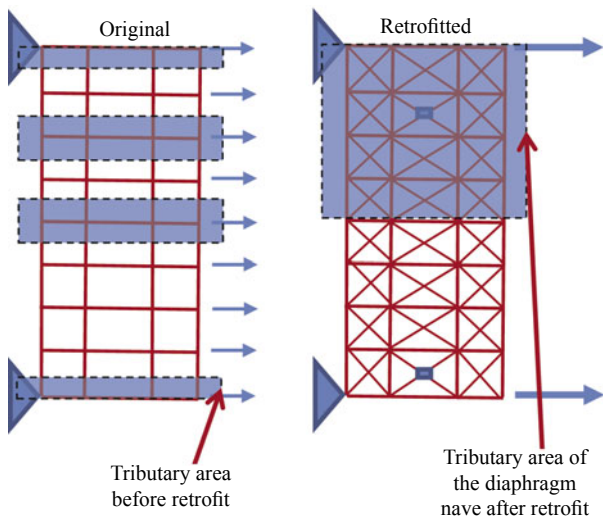 Original
Retrofitted
Tributary area
before retrofit
Tributary area of
the diaphragm
nave after retrofit